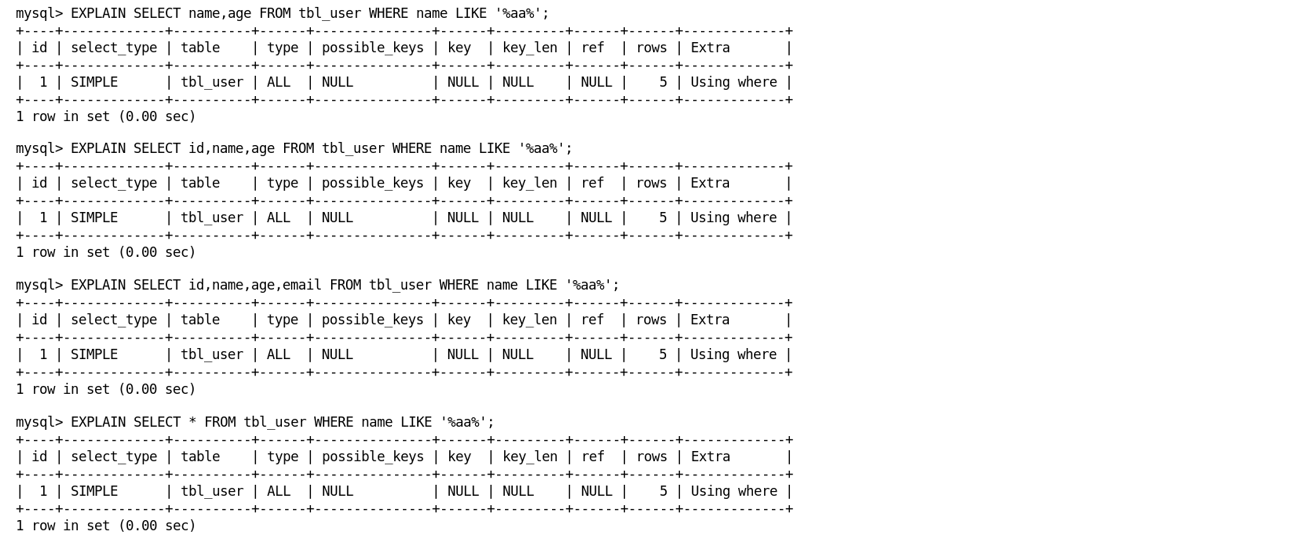 mysql> EXPLAIN SELECT name,age FROM tbl_user WHERE name LIKE '%aa%';
+----+-------------+----------+------+---------------+------+---------+------+------+-------------+
| id | select_type | table    | type | possible_keys | key  | key_len | ref  | rows | Extra       |
+----+-------------+----------+------+---------------+------+---------+------+------+-------------+
|  1 | SIMPLE      | tbl_user | ALL  | NULL          | NULL | NULL    | NULL |    5 | Using where |
+----+-------------+----------+------+---------------+------+---------+------+------+-------------+
1 row in set (0.00 sec)

mysql> EXPLAIN SELECT id,name,age FROM tbl_user WHERE name LIKE '%aa%';
+----+-------------+----------+------+---------------+------+---------+------+------+-------------+
| id | select_type | table    | type | possible_keys | key  | key_len | ref  | rows | Extra       |
+----+-------------+----------+------+---------------+------+---------+------+------+-------------+
|  1 | SIMPLE      | tbl_user | ALL  | NULL          | NULL | NULL    | NULL |    5 | Using where |
+----+-------------+----------+------+---------------+------+---------+------+------+-------------+
1 row in set (0.00 sec)

mysql> EXPLAIN SELECT id,name,age,email FROM tbl_user WHERE name LIKE '%aa%';
+----+-------------+----------+------+---------------+------+---------+------+------+-------------+
| id | select_type | table    | type | possible_keys | key  | key_len | ref  | rows | Extra       |
+----+-------------+----------+------+---------------+------+---------+------+------+-------------+
|  1 | SIMPLE      | tbl_user | ALL  | NULL          | NULL | NULL    | NULL |    5 | Using where |
+----+-------------+----------+------+---------------+------+---------+------+------+-------------+
1 row in set (0.00 sec)

mysql> EXPLAIN SELECT * FROM tbl_user WHERE name LIKE '%aa%';
+----+-------------+----------+------+---------------+------+---------+------+------+-------------+
| id | select_type | table    | type | possible_keys | key  | key_len | ref  | rows | Extra       |
+----+-------------+----------+------+---------------+------+---------+------+------+-------------+
|  1 | SIMPLE      | tbl_user | ALL  | NULL          | NULL | NULL    | NULL |    5 | Using where |
+----+-------------+----------+------+---------------+------+---------+------+------+-------------+
1 row in set (0.00 sec)